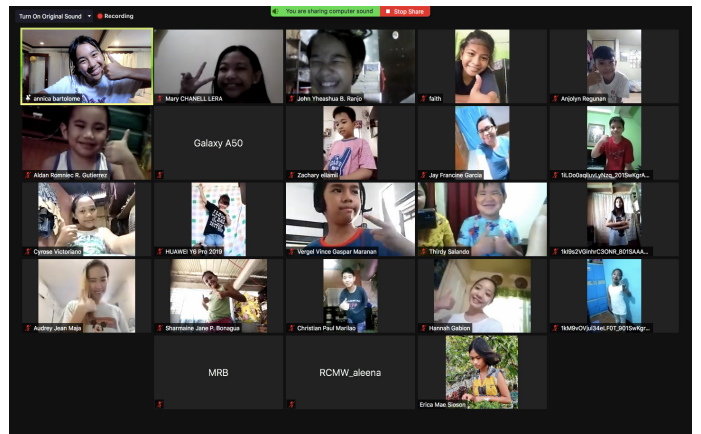 Turn On Original Sound
Recording
You are sharing computer sound
Stop Share
annica bartolome
Mary CHANELL LERA
John Yheashua B. Ranjo
faith
Anjolyn Regunan
Aldan Romniec R. Gutierrez
Galaxy A50
Zachary ellamil
Jay Francine Garcia
Cyrose Victoriano
HUAWEI Y6 Pro 2019
Vergel Vince Gaspar Maranan
Thirdy Salando
Audrey Jean Maja
Sharmaine Jane P. Bonagua
Christian Paul Marilao
Hannah Gabion
MRB
RCMW_aleena
Erica Mae Sioson